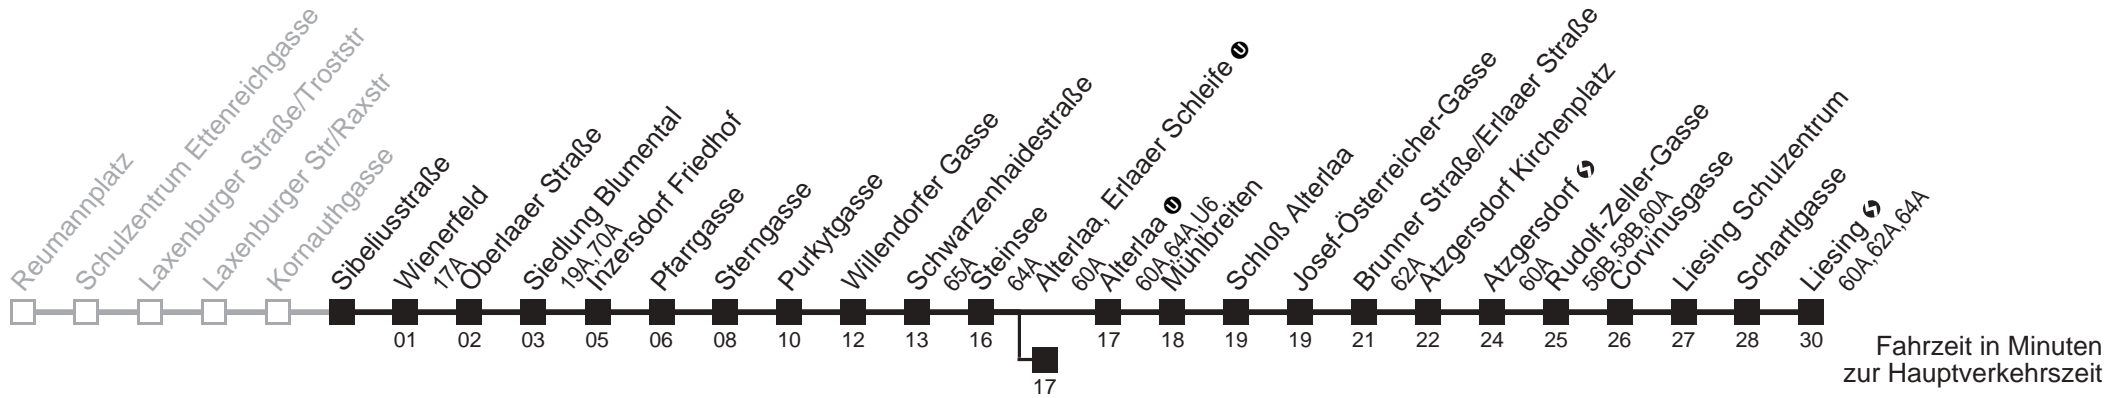 Reumannplatz
Schulzentrum Ettenreichgasse
Laxenburger Straße/Troststr
Laxenburger Str/Raxstr
Kornauthgasse
Sibeliusstraße
Wienerfeld
17A
Oberlaaer Straße
Siedlung Blumental
19A,70A
Inzersdorf Friedhof
Pfarrgasse
Sterngasse
Purkytgasse
Willendorfer Gasse
Schwarzenhaidestraße
65A
Steinsee
64A
Alterlaa, Erlaaer Schleife U
60A
Alterlaa U
60A,64A,U6
Mühlbreiten
Schloß Alterlaa
Josef-Österreicher-Gasse
Brunner Straße/Erlaaer Straße
62A
Atzgersdorf Kirchenplatz
Atzgersdorf
60A
Rudolf-Zeller-Gasse
56B,58B,60A
Corvinusgasse
Liesing Schulzentrum
Schartlgasse
Liesing
60A,62A,64A
01 02 03 05 06 08 10 12 13 16 17 18 19 19 21 22 24 25 26 27 28 30
17
Fahrzeit in Minuten
zur Hauptverkehrszeit